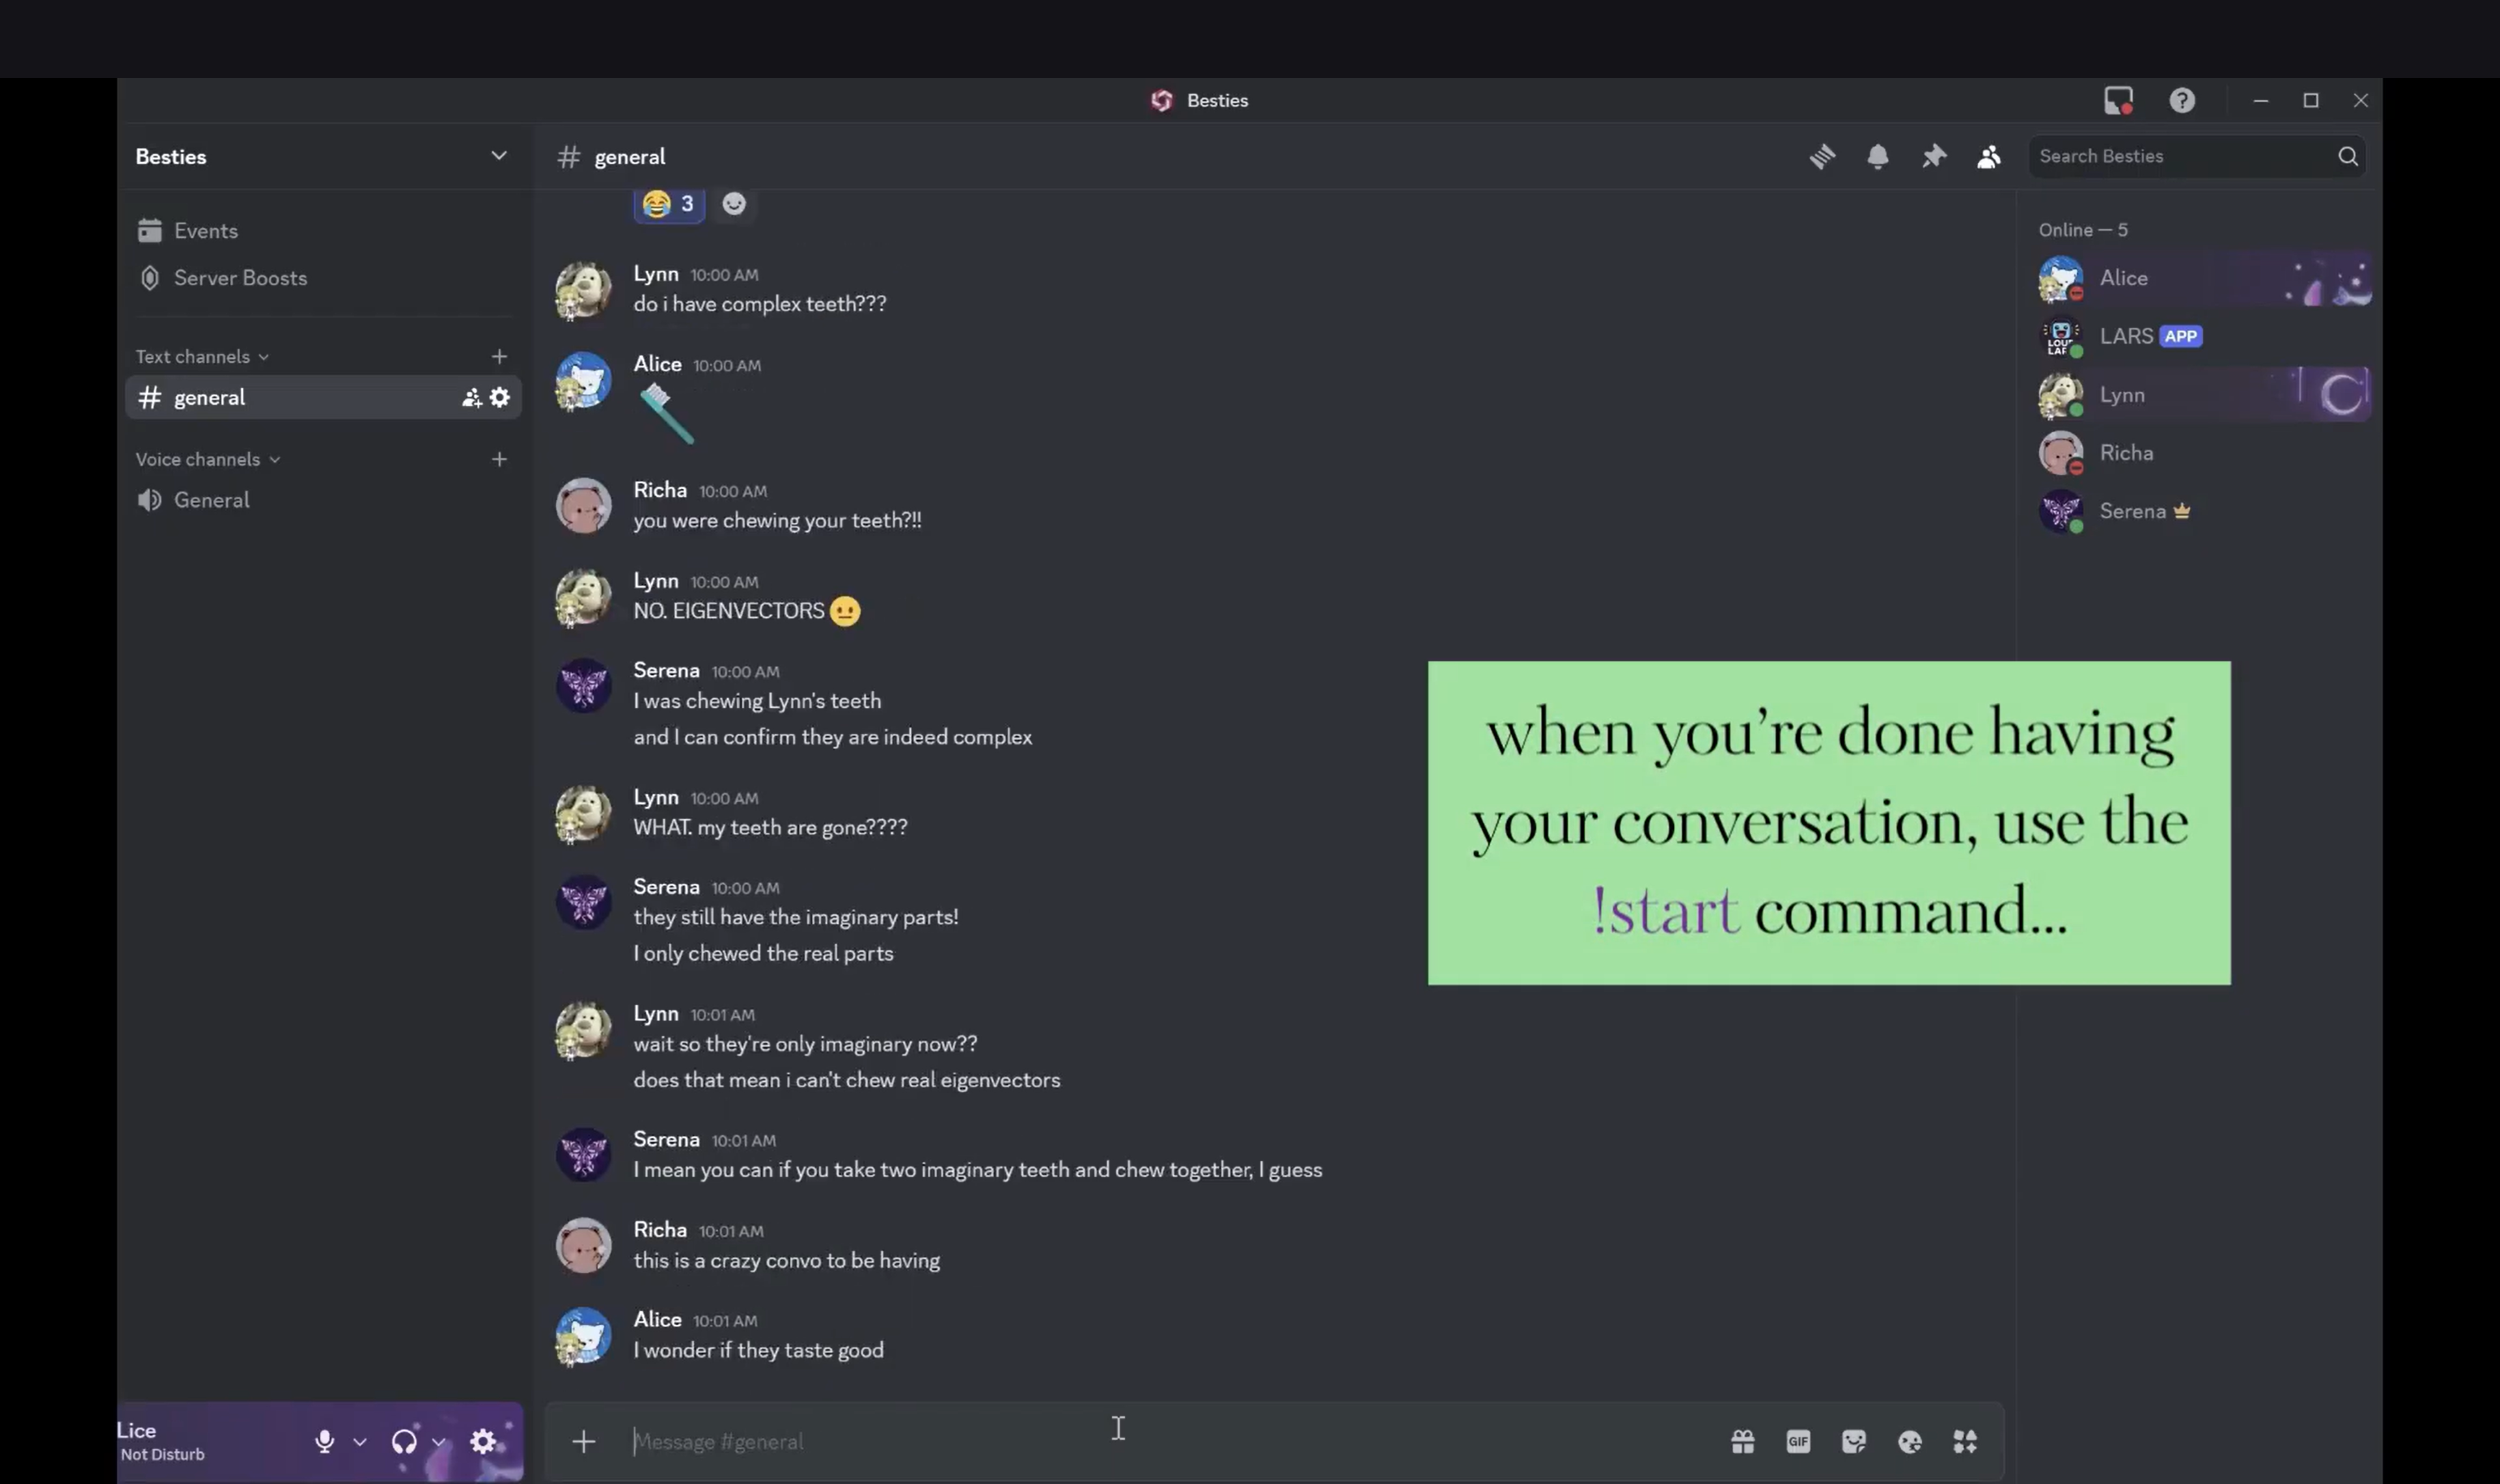 Besties
Besties
# general
Search Besties
Events
Server Boosts
Text channels
# general
Voice channels
General
3
Lynn 10:00 AM
do i have complex teeth???
Alice 10:00 AM
Richa 10:00 AM
you were chewing your teeth?!!
Lynn 10:00 AM
NO. EIGENVECTORS 😐
Serena 10:00 AM
I was chewing Lynn's teeth
and I can confirm they are indeed complex
Lynn 10:00 AM
WHAT. my teeth are gone????
Serena 10:00 AM
they still have the imaginary parts!
I only chewed the real parts
Lynn 10:01 AM
wait so they're only imaginary now??
does that mean i can't chew real eigenvectors
Serena 10:01 AM
I mean you can if you take two imaginary teeth and chew together, I guess
Richa 10:01 AM
this is a crazy convo to be having
Alice 10:01 AM
I wonder if they taste good
Message #general
GIF
Online — 5
Alice
LARS APP
Lynn
Richa
Serena
when you're done having
your conversation, use the
!start command...
Lice
Not Disturb